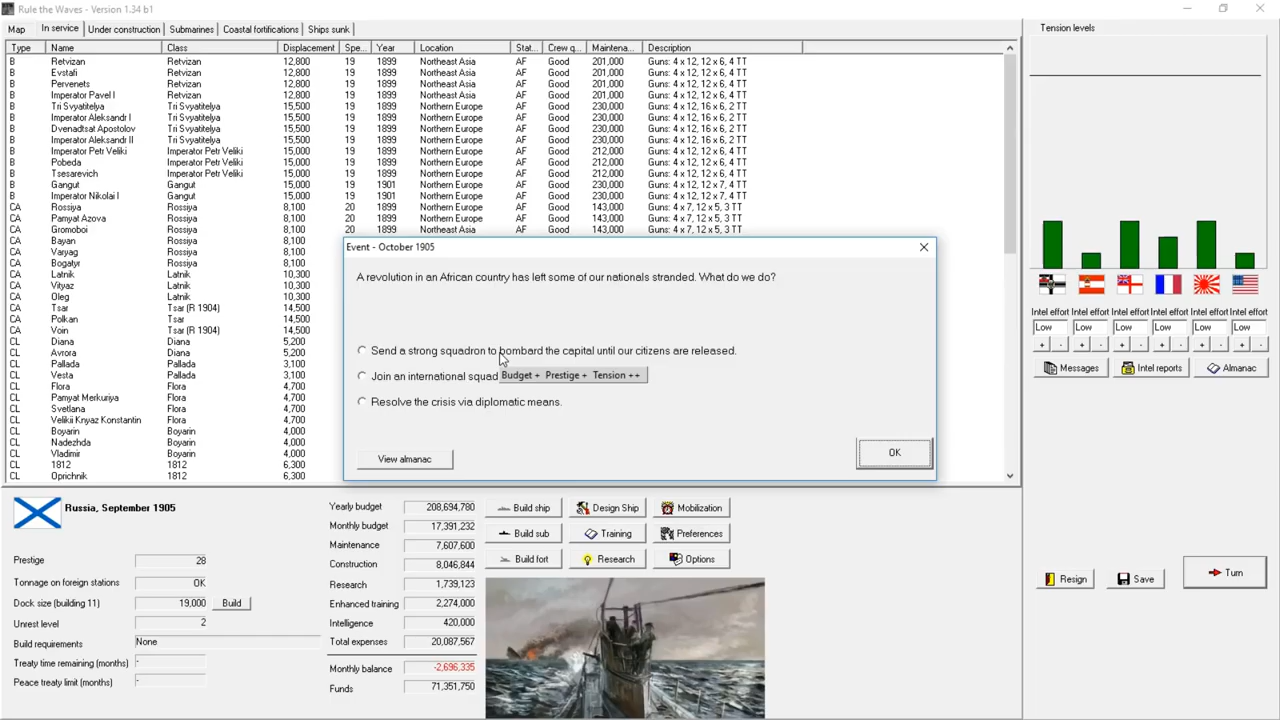 Rule the Waves - Version 1.34 b1
Map In service Under construction Submarines Coastal fortifications Ships sunk
Type Name Class Displacement Spe... Year Location Stat... Crew q... Maintena... Description
B Retvizan Retvizan 12,800 19 1899 Northeast Asia AF Good 201,000 Guns: 4 x 12, 12 x 6, 4 TT
B Evstafi Retvizan 12,800 19 1899 Northeast Asia AF Good 201,000 Guns: 4 x 12, 12 x 6, 4 TT
B Pervenets Retvizan 12,800 19 1899 Northeast Asia AF Good 201,000 Guns: 4 x 12, 12 x 6, 4 TT
B Imperator Pavel I Retvizan 12,800 19 1899 Northeast Asia AF Good 201,000 Guns: 4 x 12, 12 x 6, 4 TT
B Tri Svyatitelya Tri Svyatitelya 15,500 19 1899 Northern Europe AF Good 230,000 Guns: 4 x 12, 16 x 6, 2 TT
B Imperator Aleksandr I Tri Svyatitelya 15,500 19 1899 Northern Europe AF Good 230,000 Guns: 4 x 12, 16 x 6, 2 TT
B Dvenadtsat Apostolov Tri Svyatitelya 15,500 19 1899 Northern Europe AF Good 230,000 Guns: 4 x 12, 16 x 6, 2 TT
B Imperator Aleksandr II Tri Svyatitelya 15,500 19 1899 Northern Europe AF Good 230,000 Guns: 4 x 12, 16 x 6, 2 TT
B Imperator Petr Veliki Imperator Petr Veliki 15,000 19 1899 Northern Europe AF Good 212,000 Guns: 4 x 12, 12 x 6, 4 TT
B Pobeda Imperator Petr Veliki 15,000 19 1899 Northern Europe AF Good 212,000 Guns: 4 x 12, 12 x 6, 4 TT
B Tsesarevich Imperator Petr Veliki 15,000 19 1899 Northern Europe AF Good 212,000 Guns: 4 x 12, 12 x 6, 4 TT
B Gangut Gangut 15,000 19 1901 Northern Europe AF Good 230,000 Guns: 4 x 12, 12 x 7, 4 TT
B Imperator Nikolai I Gangut 15,000 19 1901 Northern Europe AF Good 230,000 Guns: 4 x 12, 12 x 7, 4 TT
CA Rossiya Rossiya 8,100 20 1899 Northeast Asia AF Good 143,000 Guns: 4 x 7, 12 x 5, 3 TT
CA Pamyat Azova Rossiya 8,100 20 1899 Northern Europe AF Good 143,000 Guns: 4 x 7, 12 x 5, 3 TT
CA Gromoboi Rossiya 8,100 20 1899 Northeast Asia AF Good 143,000 Guns: 4 x 7, 12 x 5, 3 TT
CA Bayan Rossiya 8,100
CA Varyag Rossiya 8,100
CA Bogatyr Rossiya 8,100
CA Latnik Latnik 10,300
CA Vityaz Latnik 10,300
CA Oleg Latnik 10,300
CA Tsar Tsar (R 1904) 14,500
CA Polkan Tsar 14,500
CA Voin Tsar (R 1904) 14,500
CL Diana Diana 3,200
CL Avrora Diana 3,200
CL Pallada Pallada 3,100
CL Vesta Pallada 3,100
CL Flora Flora 4,700
CL Pamyat Merkuriya Flora 4,700
CL Svetlana Flora 4,700
CL Velikii Knyaz Konstantin Flora 4,700
CL Boyarin Boyarin 4,000
CL Nadezhda Boyarin 4,000
CL Vladimir Boyarin 4,000
CL 1812 1812 6,300
CL Oprichnik 1812 6,300
Event - October 1905
A revolution in an African country has left some of our nationals stranded. What do we do?
Send a strong squadron to bombard the capital until our citizens are released.
Join an international squad
Budget + Prestige + Tension ++
Resolve the crisis via diplomatic means.
View almanac OK
Tension levels
Intel effort Intel effort Intel effort Intel effort Intel effort Intel effort
Low Low Low Low Low Low
+ - + - + - + - + - + -
Messages Intel reports Almanac
Russia, September 1905
Prestige 28
Tonnage on foreign stations OK
Dock size (building 11) 19,000 Build
Unrest level 2
Build requirements None
Treaty time remaining (months) -
Peace treaty limit (months) -
Yearly budget 208,694,780
Monthly budget 17,391,232
Maintenance 7,607,600
Construction 8,046,844
Research 1,739,123
Enhanced training 2,274,000
Intelligence 420,000
Total expenses 20,087,567
Monthly balance -2,696,335
Funds 71,351,750
Build ship Design Ship Mobilization
Build sub Training Preferences
Build fort Research Options
Resign Save Turn